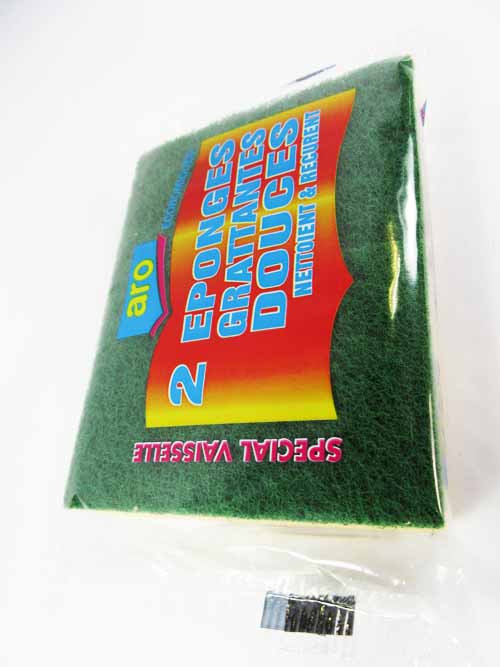 aro
2 EPONGES
GRATTANTES
DOUCES
NETTOIENT & RECURENT
SPECIAL VAISSELLE